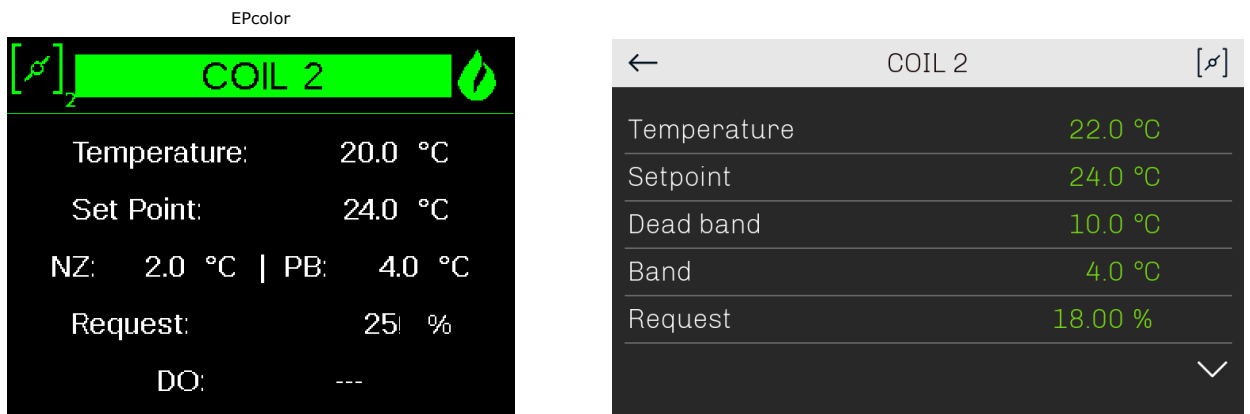 EPcolor
COIL 2
2
Temperature: 20.0 °C
Set Point: 24.0 °C
NZ: 2.0 °C | PB: 4.0 °C
Request: 25 %
DO: ---
COIL 2
Temperature 22.0 °C
Setpoint 24.0 °C
Dead band 10.0 °C
Band 4.0 °C
Request 18.00 %